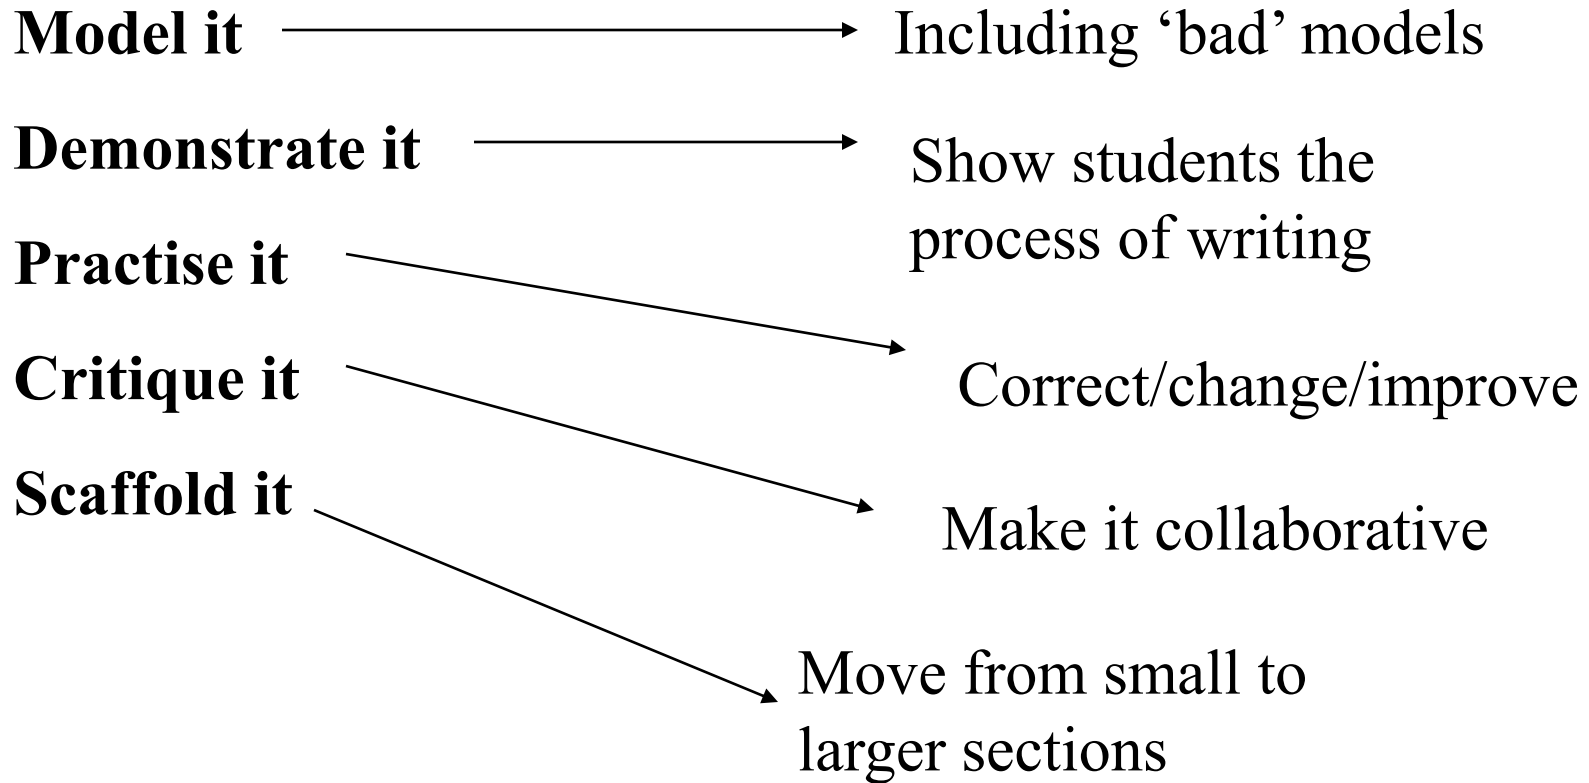 Model it
Including ‘bad’ models
Demonstrate it
Show students the
process of writing
Practise it
Correct/change/improve
Critique it
Make it collaborative
Scaffold it
Move from small to
larger sections